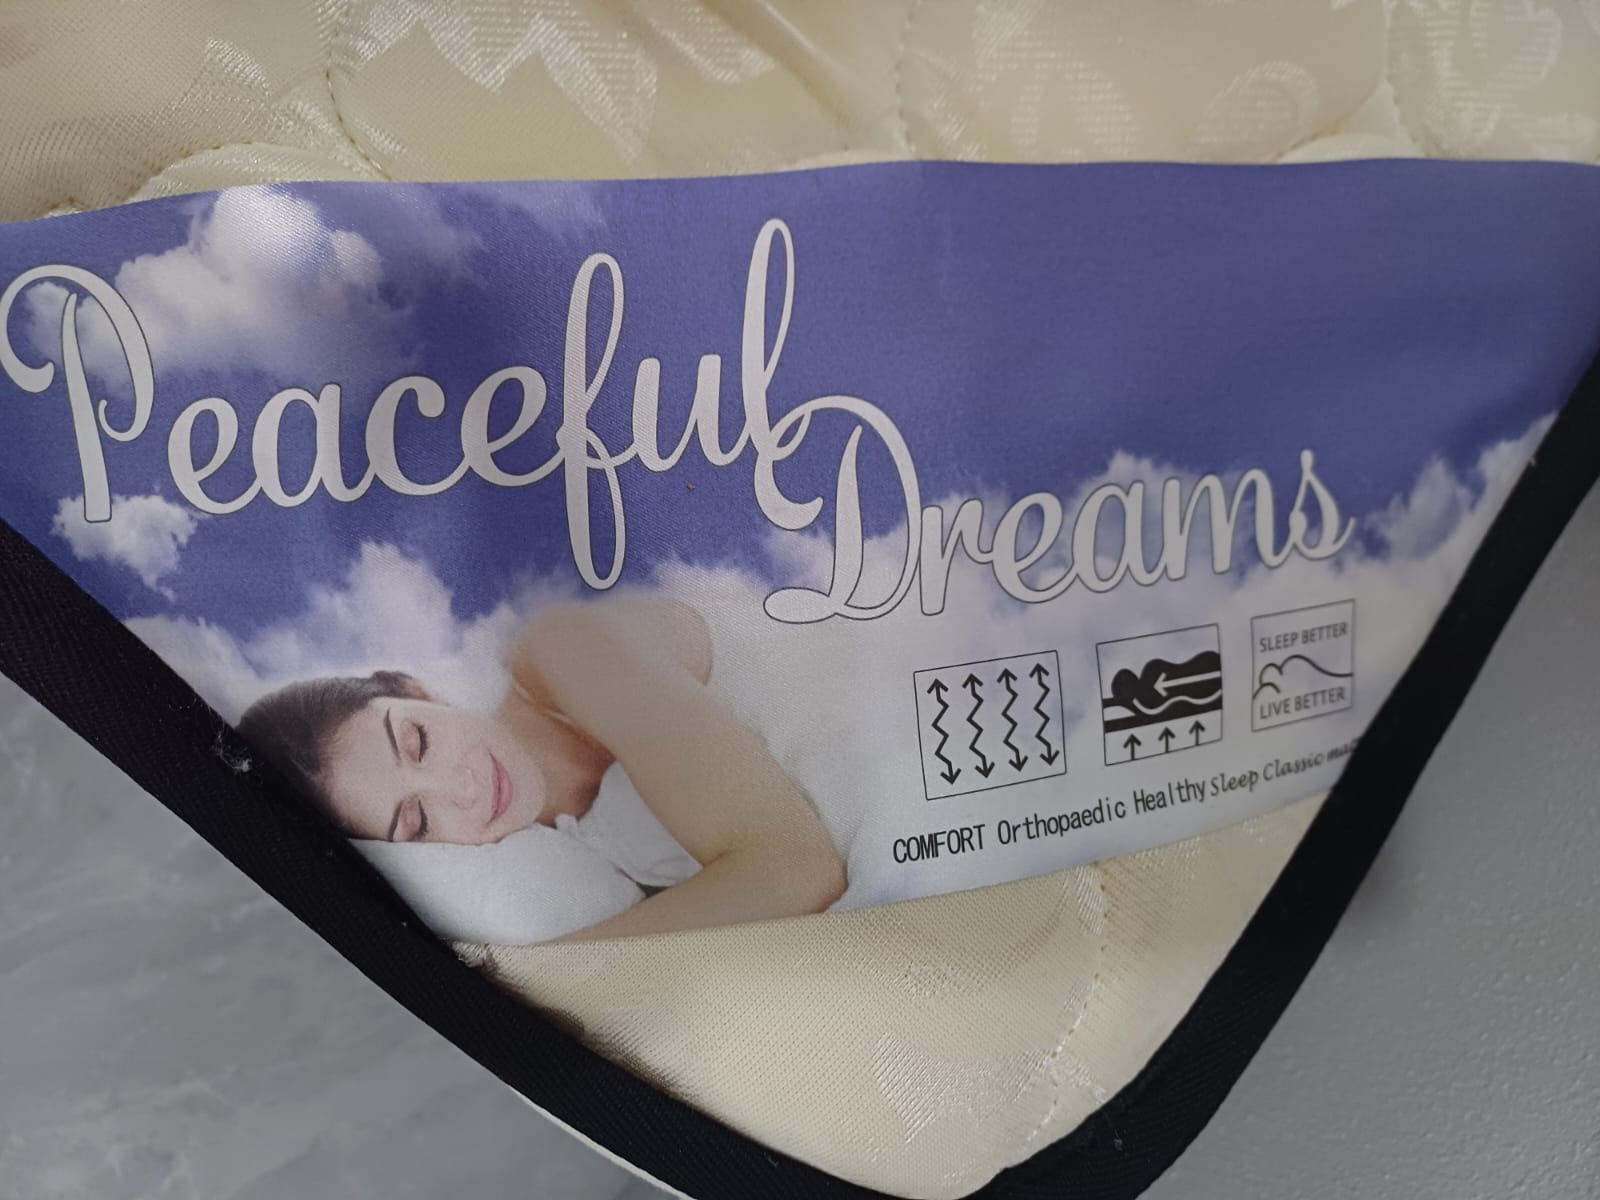 Peaceful
Dreams
SLEEP BETTER
LIVE BETTER
COMFORT Orthopaedic Healthy Sleep Classic